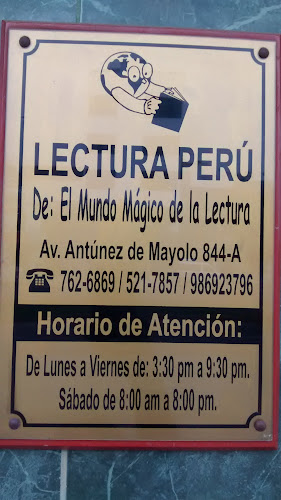 LECTURA PERÚ
De: El Mundo Mágico de la Lectura
Av. Antúnez de Mayolo 844-A
762-6869 / 521-7857 / 986923796
Horario de Atención:
De Lunes a Viernes de: 3:30 pm a 9:30 pm.
Sábado de 8:00 am a 8:00 pm.